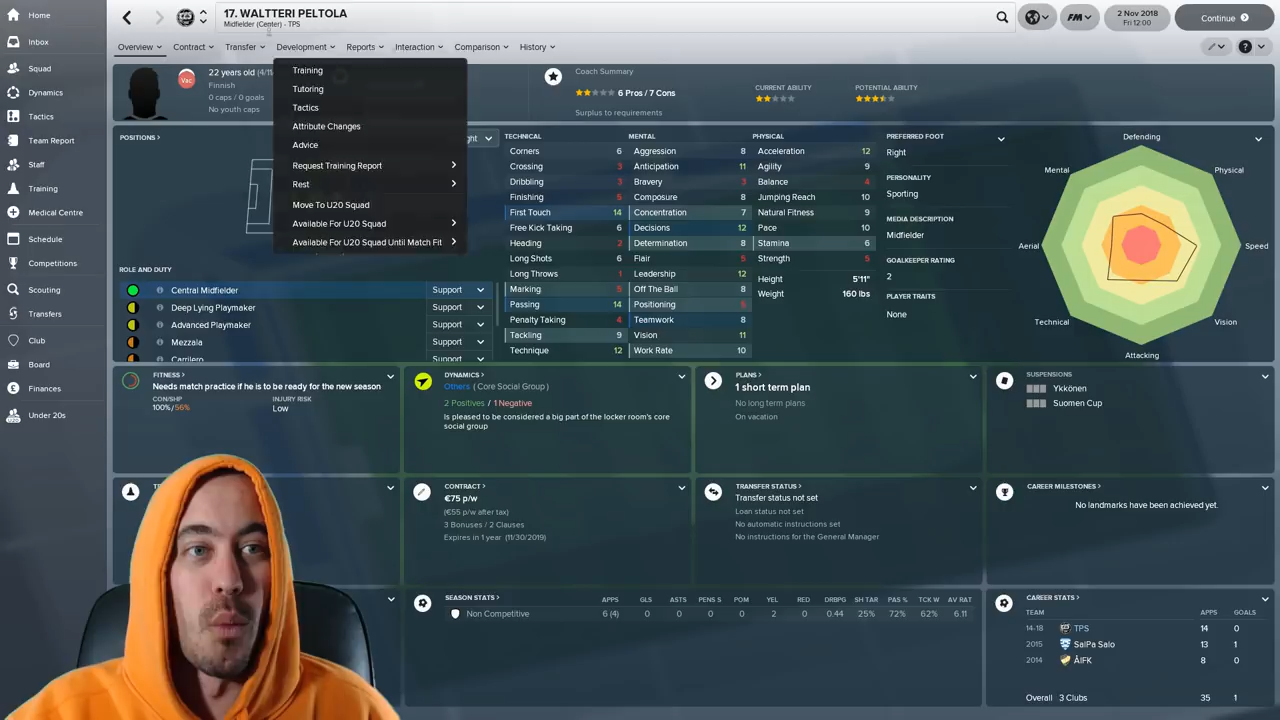 17. WALTTERI PELTOLA
Midfielder (Center) - TPS
2 Nov 2018
Fri 12:00
Continue
FM
Home
Inbox
Squad
Dynamics
Tactics
Team Report
Staff
Training
Medical Centre
Schedule
Competitions
Scouting
Transfers
Club
Board
Finances
Under 20s
Overview
Contract
Transfer
Development
Reports
Interaction
Comparison
History
?
Vac
22 years old (4/1
Finnish
0 caps / 0 goals
No youth caps
Training
Tutoring
Tactics
Attribute Changes
Advice
Request Training Report
Rest
Move To U20 Squad
Available For U20 Squad
Available For U20 Squad Until Match Fit
Coach Summary
6 Pros / 7 Cons
Surplus to requirements
CURRENT ABILITY
POTENTIAL ABILITY
POSITIONS >
ght
ROLE AND DUTY
Central Midfielder Support
Deep Lying Playmaker Support
Advanced Playmaker Support
Mezzala Support
Carrilero Support
TECHNICAL
Corners 6
Crossing 3
Dribbling 3
Finishing 5
First Touch 14
Free Kick Taking 6
Heading 2
Long Shots 6
Long Throws 1
Marking 5
Passing 14
Penalty Taking 4
Tackling 9
Technique 12
MENTAL
Aggression 8
Anticipation 11
Bravery 3
Composure 8
Concentration 7
Decisions 12
Determination 8
Flair 5
Leadership 12
Off The Ball 8
Positioning 5
Teamwork 8
Vision 11
Work Rate 10
PHYSICAL
Acceleration 12
Agility 9
Balance 4
Jumping Reach 10
Natural Fitness 9
Pace 10
Stamina 6
Strength 5
Height 5'11"
Weight 160 lbs
PREFERRED FOOT
Right
PERSONALITY
Sporting
MEDIA DESCRIPTION
Midfielder
GOALKEEPER RATING
2
PLAYER TRAITS
None
Defending
Physical
Speed
Vision
Attacking
Technical
Aerial
Mental
FITNESS >
Needs match practice if he is to be ready for the new season
CON/SHP
100%/56%
INJURY RISK
Low
DYNAMICS >
Others ( Core Social Group )
2 Positives / 1 Negative
Is pleased to be considered a big part of the locker room's core
social group
PLANS >
1 short term plan
No long term plans
On vacation
SUSPENSIONS
Ykkönen
Suomen Cup
CONTRACT >
€75 p/w
(€55 p/w after tax)
3 Bonuses / 2 Clauses
Expires in 1 year (11/30/2019)
TRANSFER STATUS >
Transfer status not set
Loan status not set
No automatic instructions set
No instructions for the General Manager
CAREER MILESTONES >
No landmarks have been achieved yet.
SEASON STATS >
APPS GLS ASTS PENS S POM YEL RED DRBPG SH TAR PAS % TCK W AV RAT
Non Competitive 6 (4) 0 0 0 0 2 0 0.44 25% 72% 62% 6.11
CAREER STATS >
TEAM APPS GOALS
14-18 TPS 14 0
2015 SalPa Salo 13 1
2014 ÅIFK 8 0
Overall 3 Clubs 35 1